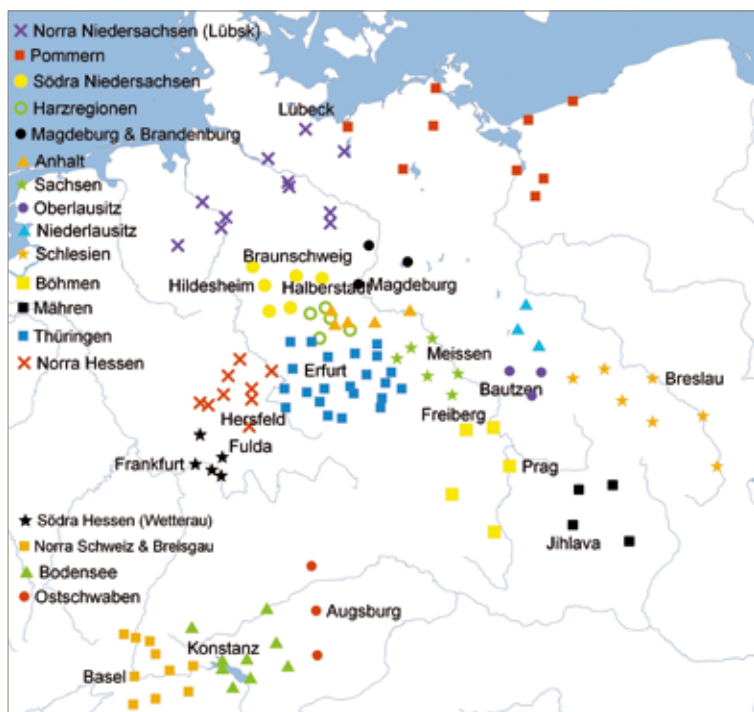 Norra Niedersachsen (Lübsk)
Pommern
Södra Niedersachsen
Harzregionen
Magdeburg & Brandenburg
Anhalt
Sachsen
Oberlausitz
Niederlausitz
Schlesien
Böhmen
Mähren
Thüringen
Norra Hessen
Lübeck
Braunschweig
Hildesheim
Halberstadt
Magdeburg
Meissen
Erfurt
Bautzen
Breslau
Freiberg
Hersfeld
Fulda
Frankfurt
Prag
Jihlava
Södra Hessen (Wetterau)
Norra Schweiz & Breisgau
Bodensee
Ostschwaben
Augsburg
Konstanz
Basel